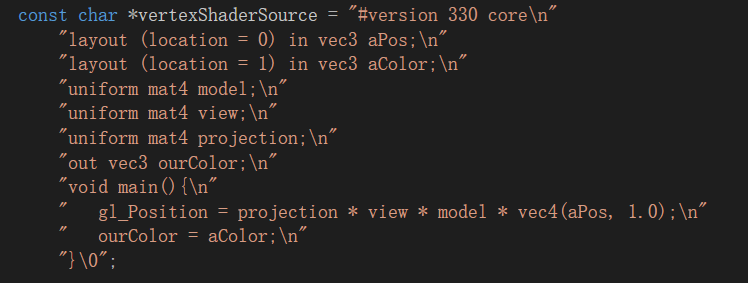 const char *vertexShaderSource = "#version 330 core\n"
"layout (location = 0) in vec3 aPos;\n"
"layout (location = 1) in vec3 aColor;\n"
"uniform mat4 model;\n"
"uniform mat4 view;\n"
"uniform mat4 projection;\n"
"out vec3 ourColor;\n"
"void main(){\n"
"   gl_Position = projection * view * model * vec4(aPos, 1.0);\n"
"   ourColor = aColor;\n"
"}\0";